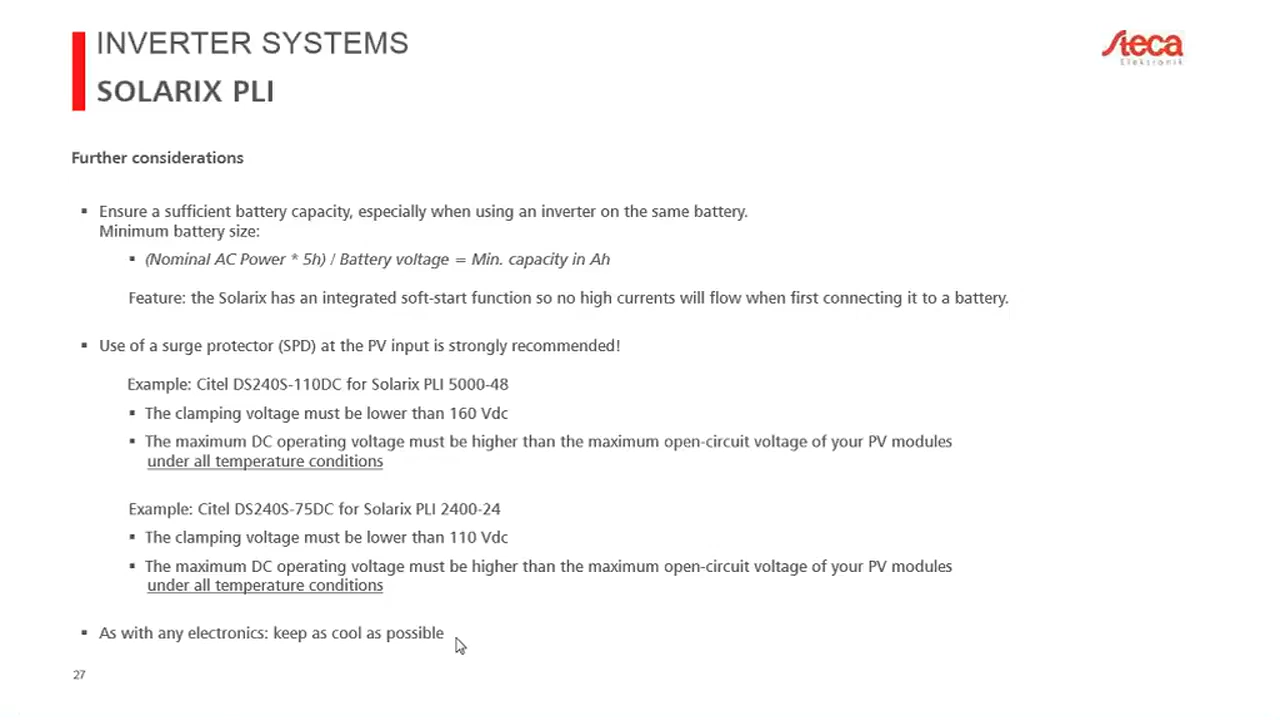 INVERTER SYSTEMS
SOLARIX PLI
Steca
Elektronik
Further considerations
▪ Ensure a sufficient battery capacity, especially when using an inverter on the same battery.
Minimum battery size:
▪ (Nominal AC Power * 5h) / Battery voltage = Min. capacity in Ah
Feature: the Solarix has an integrated soft-start function so no high currents will flow when first connecting it to a battery.
▪ Use of a surge protector (SPD) at the PV input is strongly recommended!
Example: Citel DS240S-110DC for Solarix PLI 5000-48
▪ The clamping voltage must be lower than 160 Vdc
▪ The maximum DC operating voltage must be higher than the maximum open-circuit voltage of your PV modules
under all temperature conditions
Example: Citel DS240S-75DC for Solarix PLI 2400-24
▪ The clamping voltage must be lower than 110 Vdc
▪ The maximum DC operating voltage must be higher than the maximum open-circuit voltage of your PV modules
under all temperature conditions
▪ As with any electronics: keep as cool as possible
27